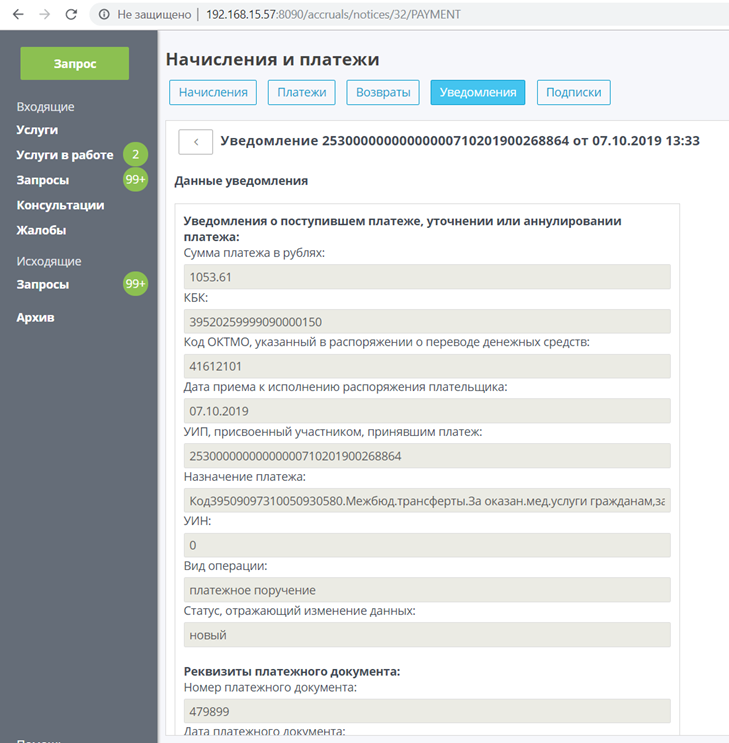 Не защищено | 192.168.15.57:8090/accruals/notices/32/PAYMENT
Запрос
Входящие
Услуги
Услуги в работе 2
Запросы 99+
Консультации
Жалобы
Исходящие
Запросы 99+
Архив
Начисления и платежи
Начисления Платежи Возвраты Уведомления Подписки
Уведомление 25300000000000000710201900268864 от 07.10.2019 13:33
Данные уведомления
Уведомления о поступившем платеже, уточнении или аннулировании
платежа:
Сумма платежа в рублях:
1053.61
КБК:
39520259999090000150
Код ОКТМО, указанный в распоряжении о переводе денежных средств:
41612101
Дата приема к исполнению распоряжения плательщика:
07.10.2019
УИП, присвоенный участником, принявшим платеж:
25300000000000000710201900268864
Назначение платежа:
Код39509097310050930580.Межбюд.трансферты.За оказан.мед.услуги гражданам,за
УИН:
0
Вид операции:
платежное поручение
Статус, отражающий изменение данных:
новый
Реквизиты платежного документа:
Номер платежного документа:
479899
Дата платежного документа: